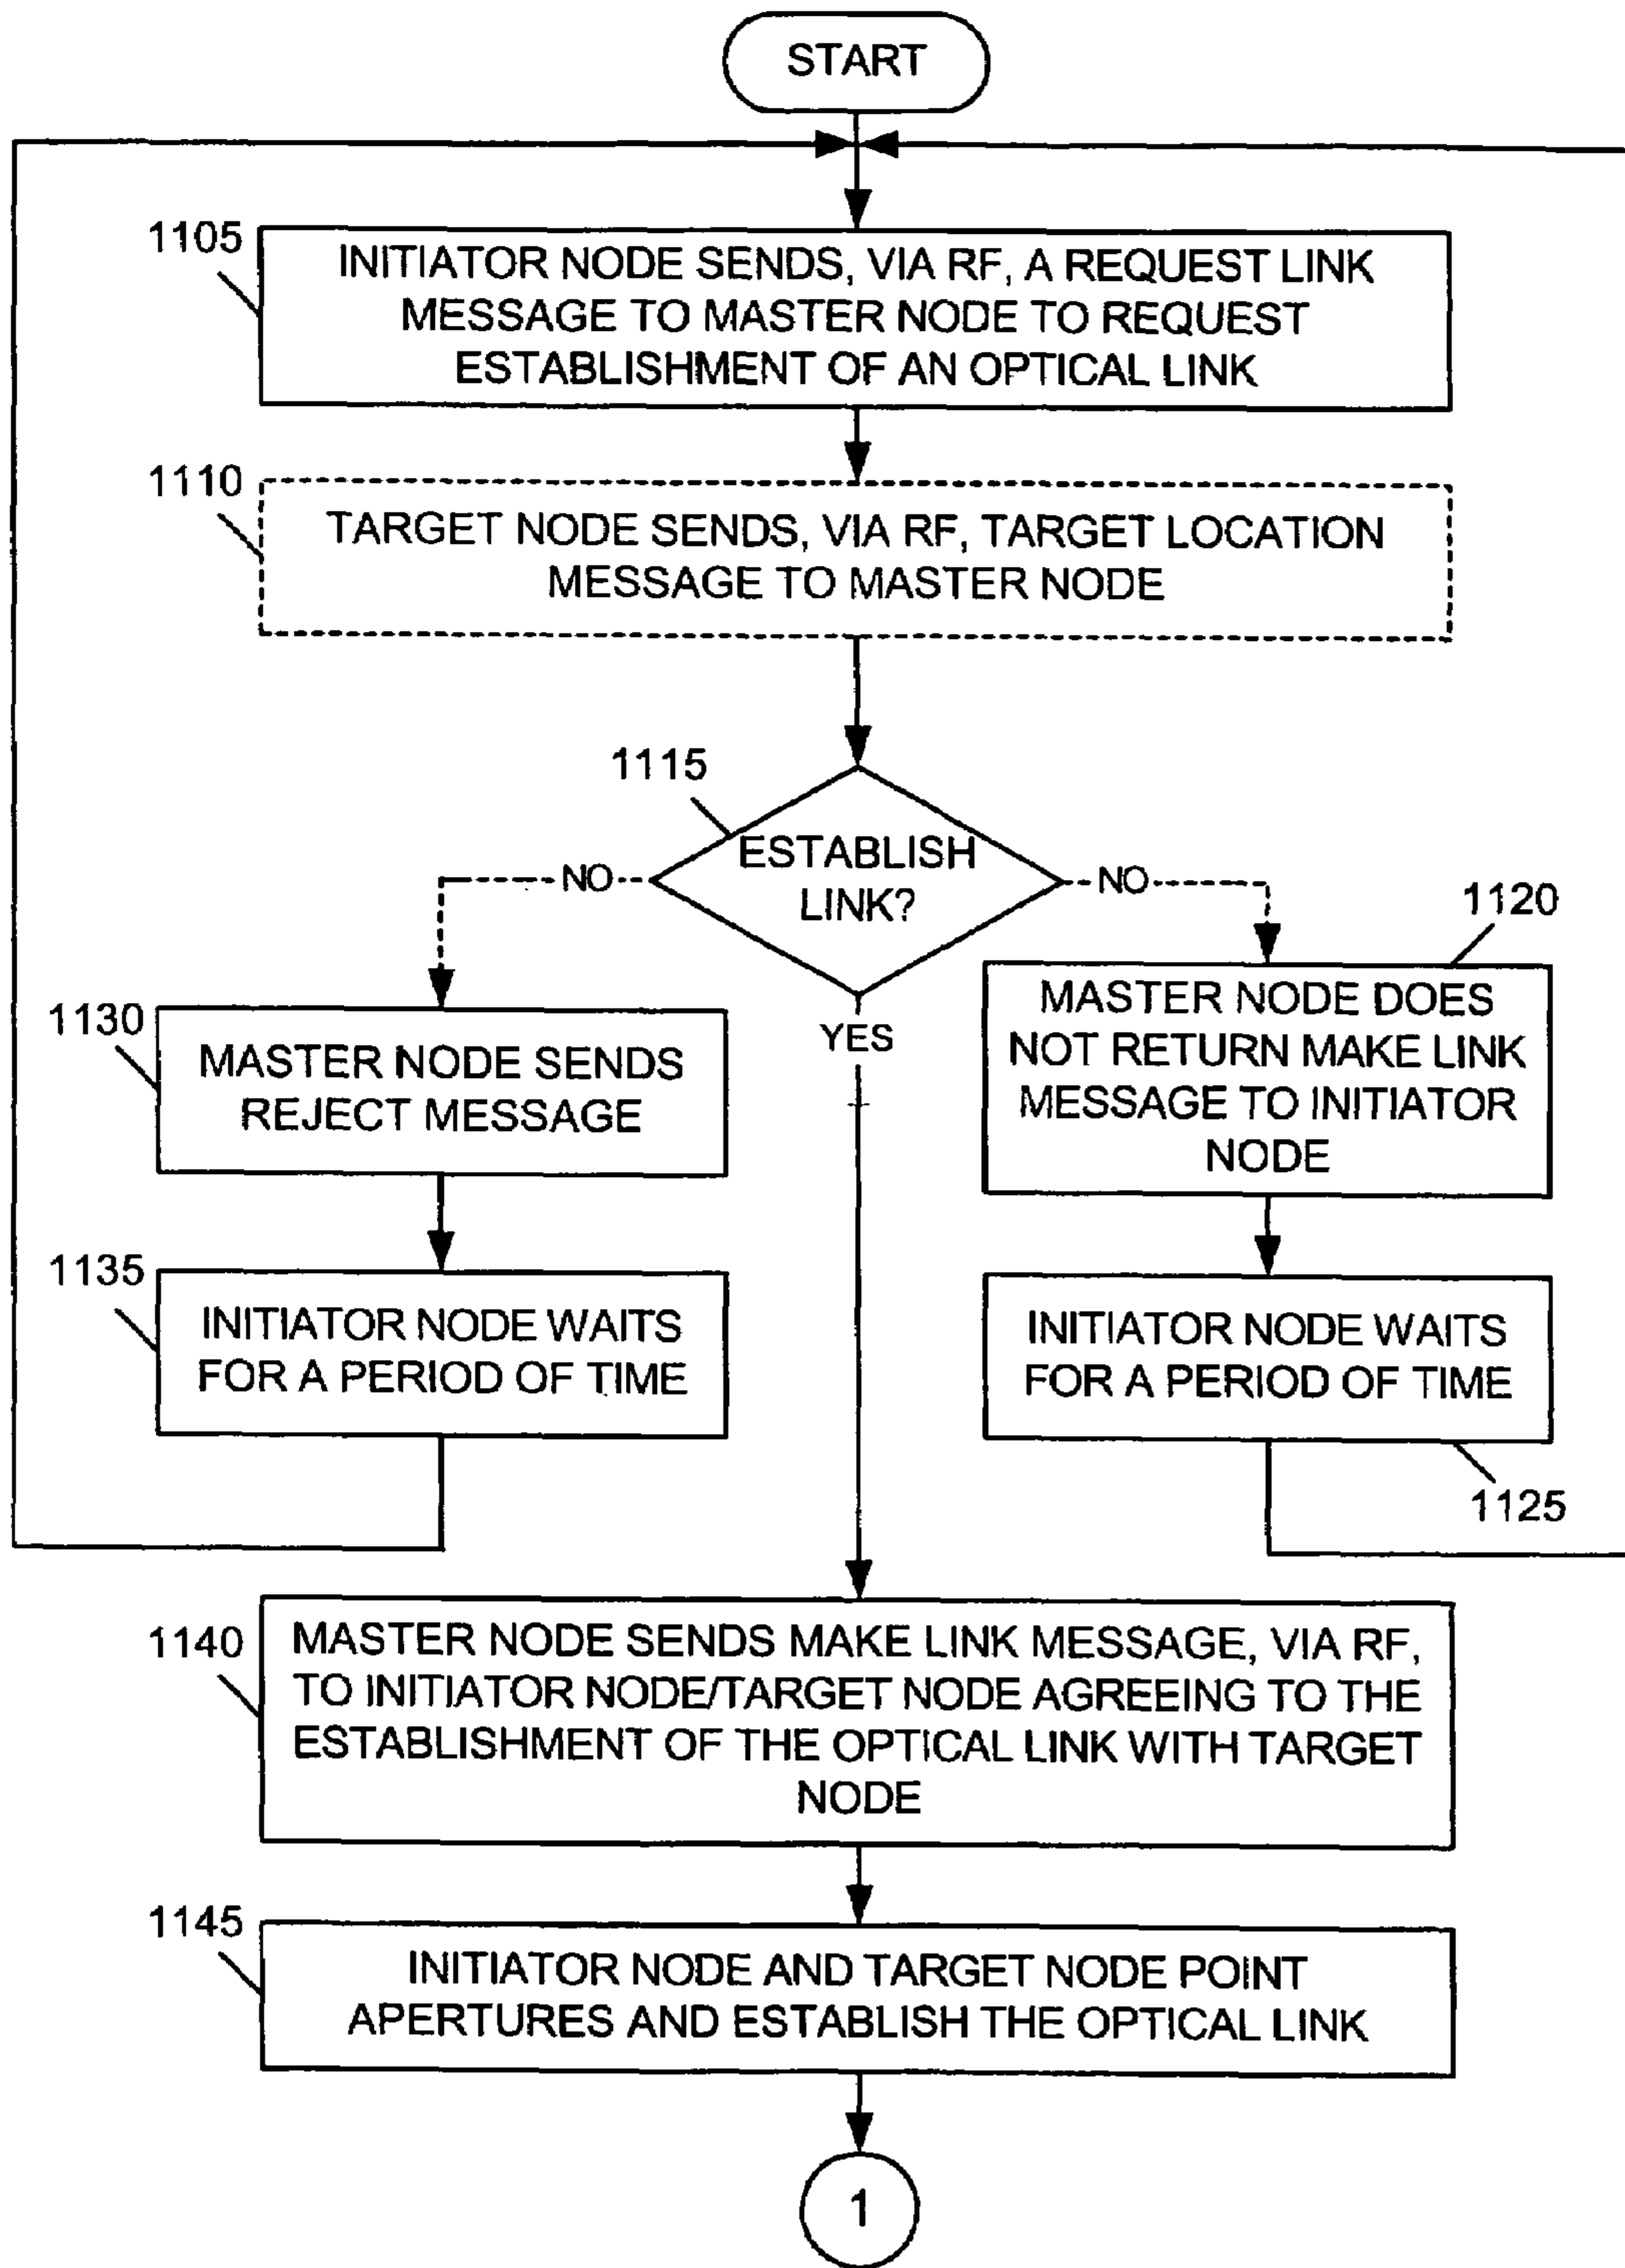 START
1105
INITIATOR NODE SENDS, VIA RF, A REQUEST LINK
MESSAGE TO MASTER NODE TO REQUEST
ESTABLISHMENT OF AN OPTICAL LINK
1110
TARGET NODE SENDS, VIA RF, TARGET LOCATION
MESSAGE TO MASTER NODE
1115
ESTABLISH
LINK?
NO
NO
YES
1130
MASTER NODE SENDS
REJECT MESSAGE
1120
MASTER NODE DOES
NOT RETURN MAKE LINK
MESSAGE TO INITIATOR
NODE
1135
INITIATOR NODE WAITS
FOR A PERIOD OF TIME
INITIATOR NODE WAITS
FOR A PERIOD OF TIME
1125
1140
MASTER NODE SENDS MAKE LINK MESSAGE, VIA RF,
TO INITIATOR NODE/TARGET NODE AGREEING TO THE
ESTABLISHMENT OF THE OPTICAL LINK WITH TARGET
NODE
1145
INITIATOR NODE AND TARGET NODE POINT
APERTURES AND ESTABLISH THE OPTICAL LINK
1